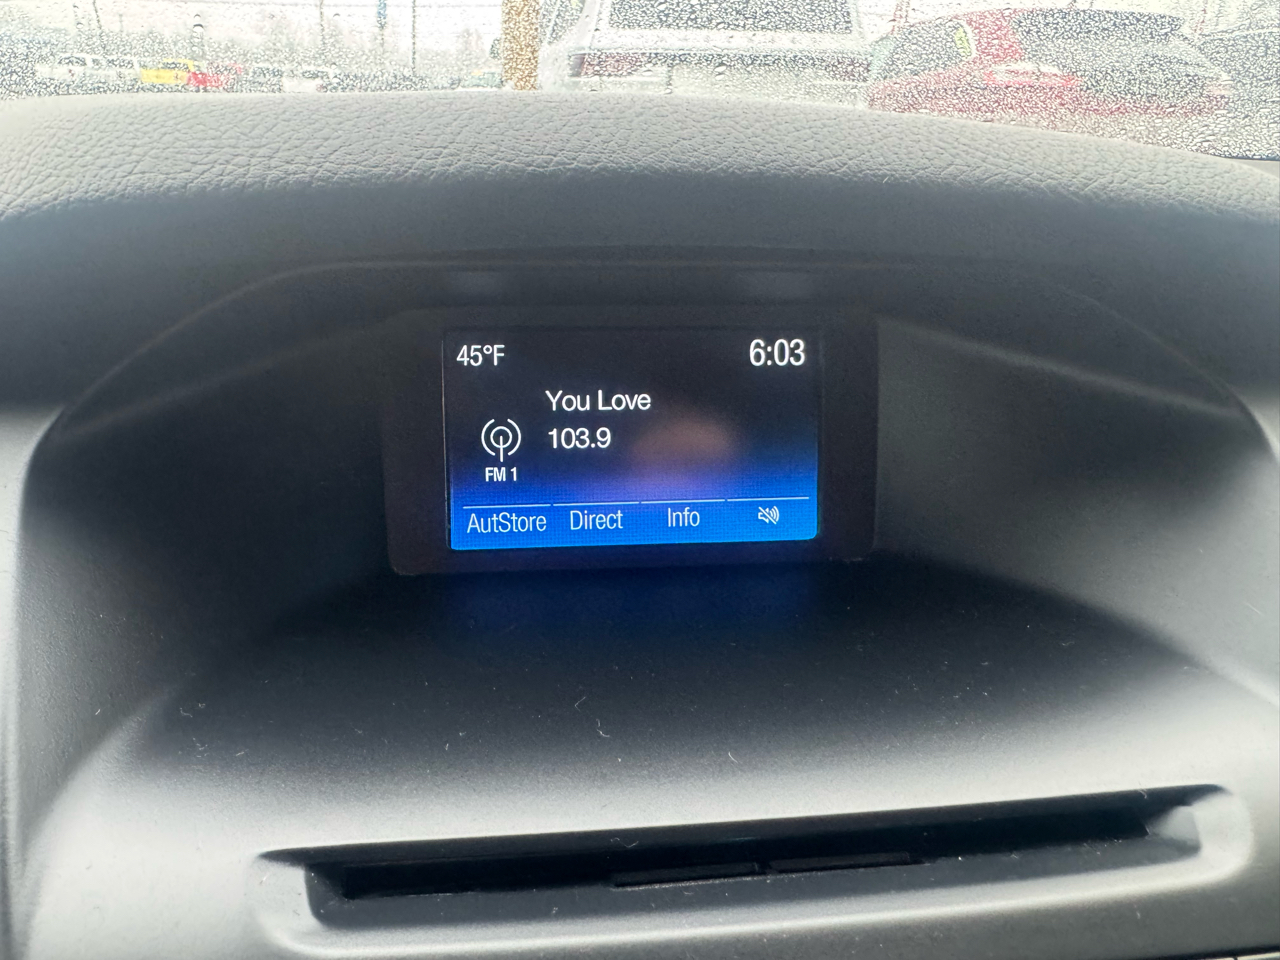 45°F 6:03
You Love
103.9
FM 1
AutStore Direct Info